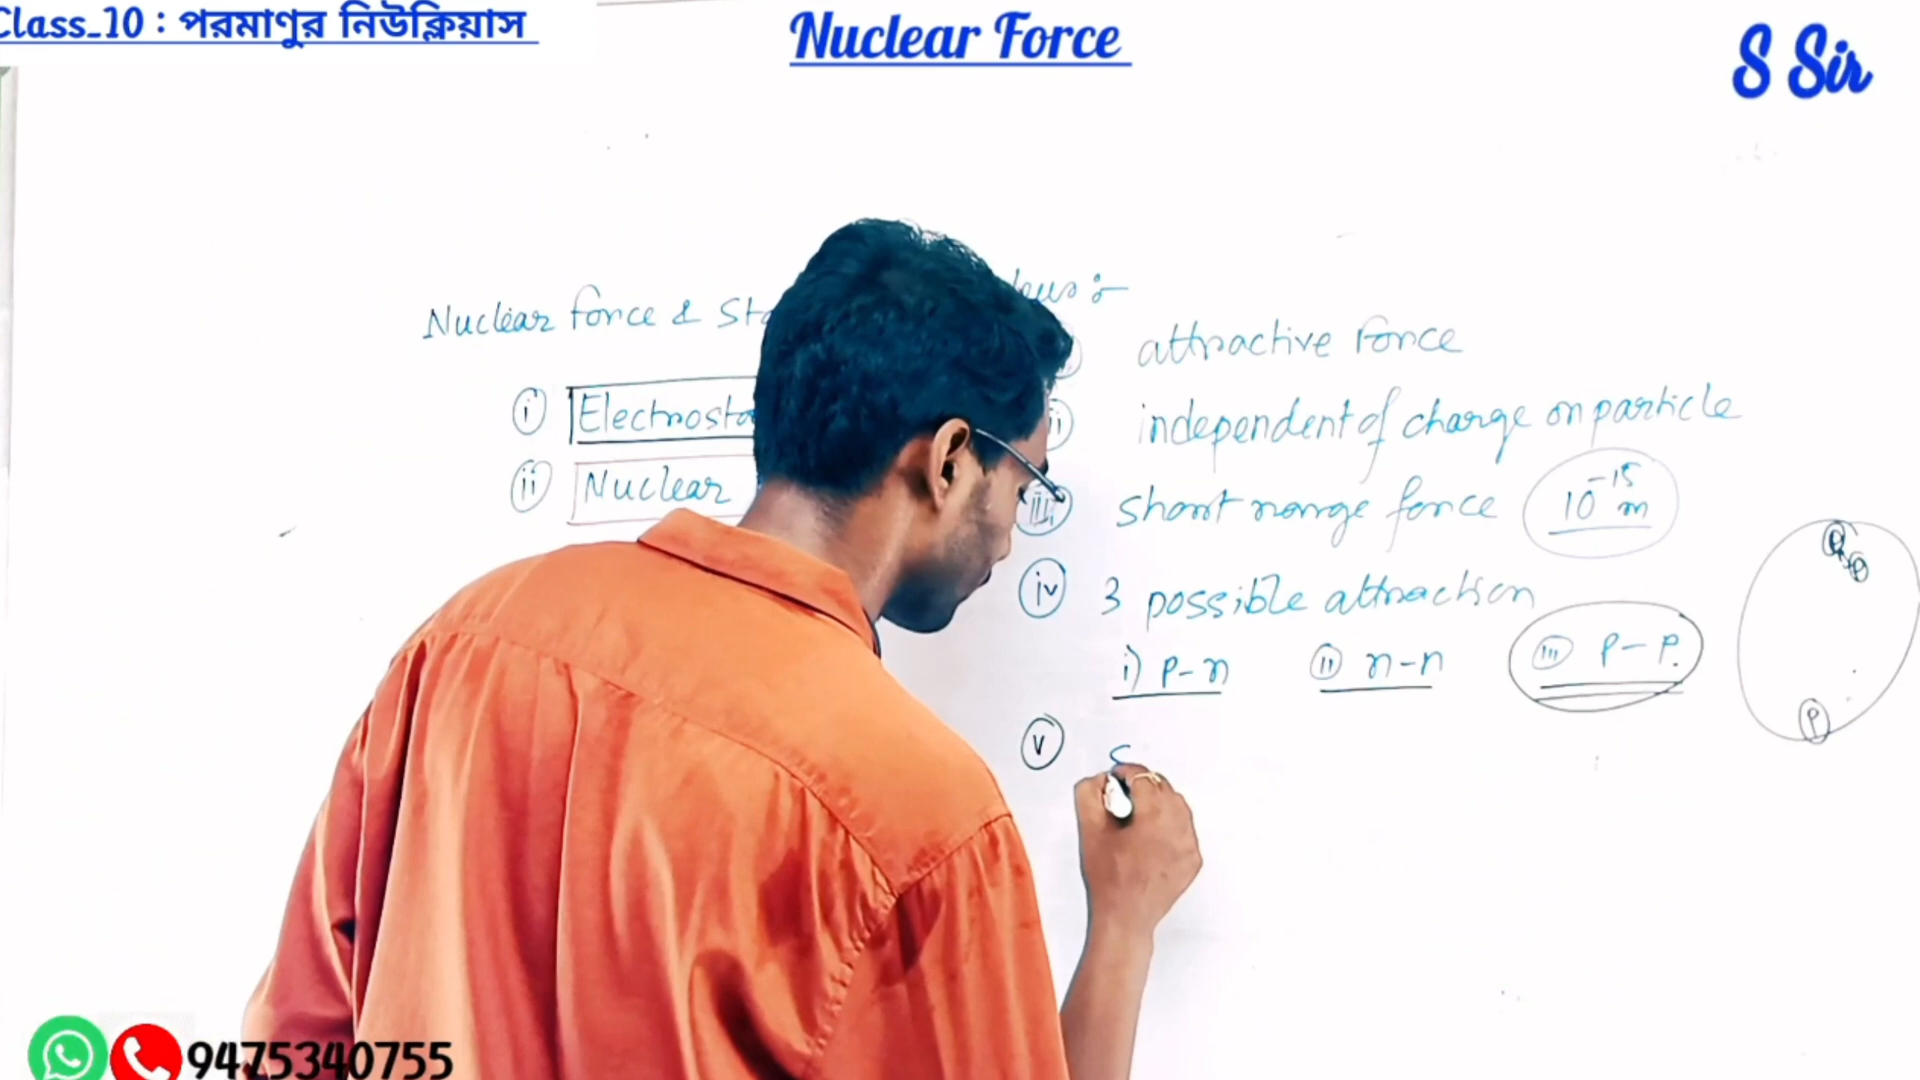 Class_10 : পরমাণুর নিউক্লিয়াস
Nuclear Force
S Sir
Nuclear force & Sta
:-
i Electrosta
ii Nuclear
attractive force
ii independent of charge on particle
iii short range force 10⁻¹⁵ m
iv 3 possible attraction
i) P-n ii n-n iii P-P.
v S
P
P
P
9475340755